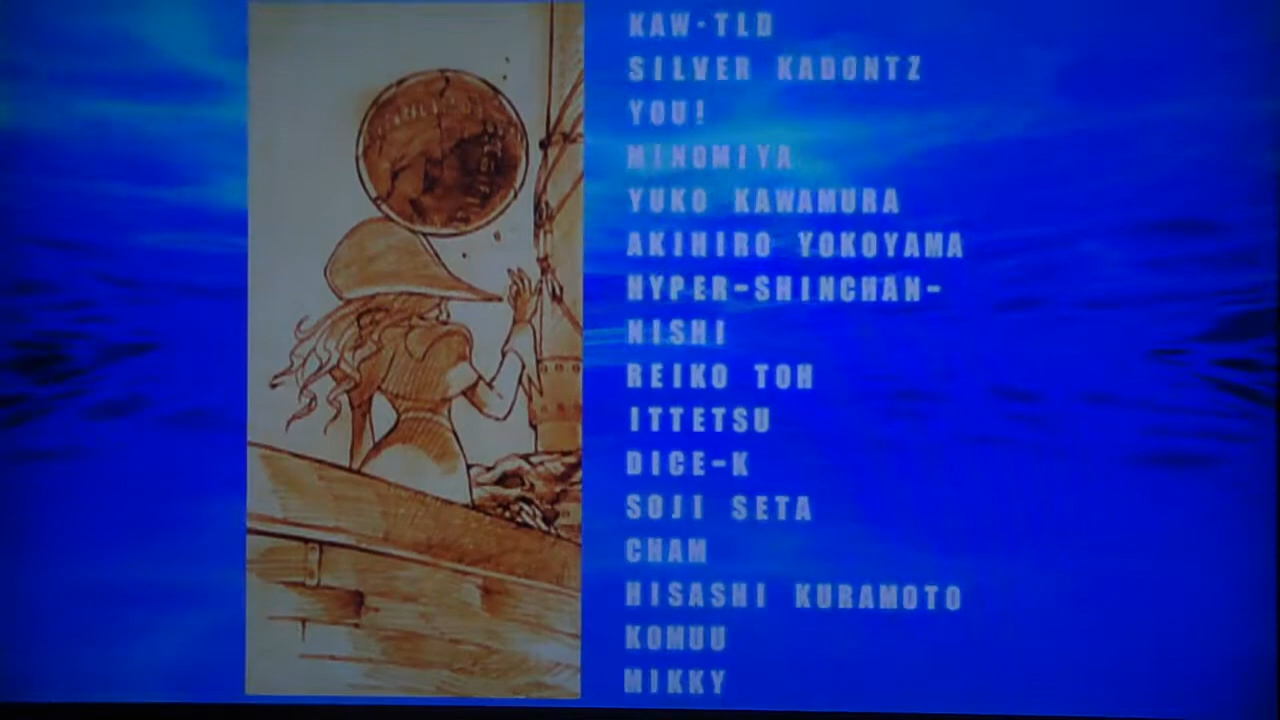 KAW-TLD
SILVER KADONTZ
YOU!
MINOMIYA
YUKO KAWAMURA
AKIHIRO YOKOYAMA
HYPER-SHINCHAN-
NISHI
REIKO TOH
ITTETSU
DICE-K
SOJI SETA
CHAM
HISASHI KURAMOTO
KOMUU
MIKKY